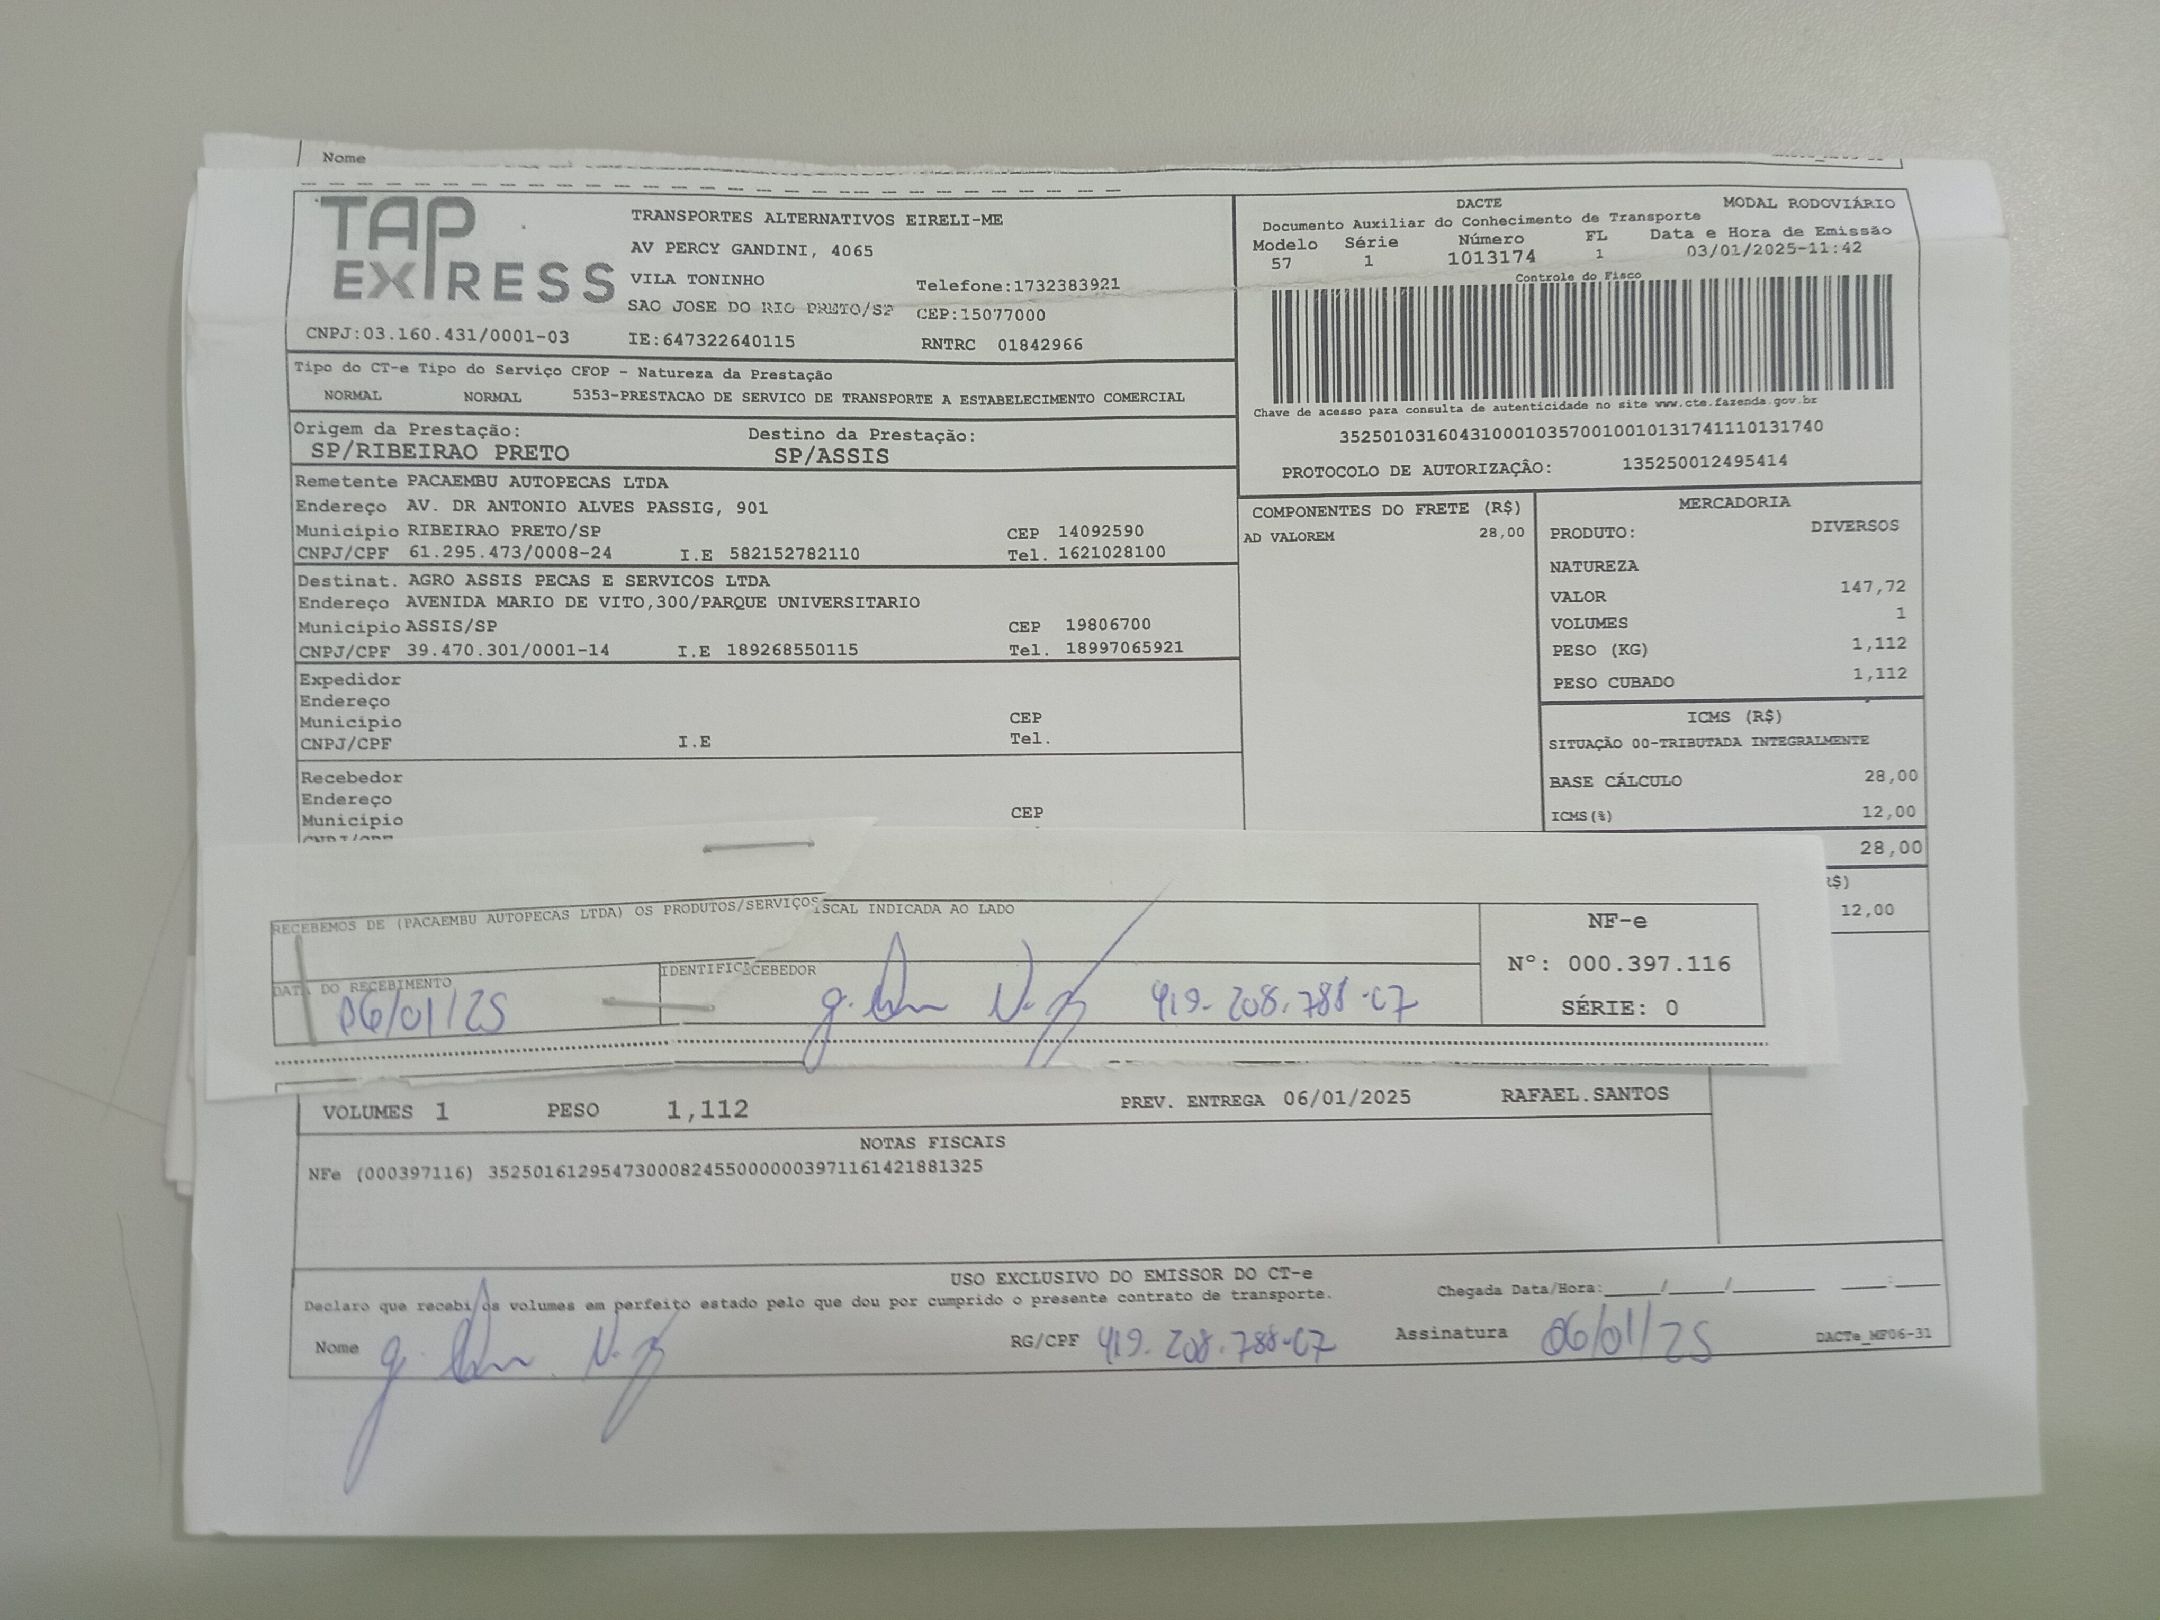 Nome
TAP EXPRESS
TRANSPORTES ALTERNATIVOS EIRELI-ME
AV PERCY GANDINI, 4065
VILA TONINHO Telefone:1732383921
SAO JOSE DO RIO PRETO/SP CEP:15077000
CNPJ:03.160.431/0001-03 IE:647322640115 RNTRC 01842966
DACTE MODAL RODOVIÁRIO
Documento Auxiliar do Conhecimento de Transporte
Modelo Série Número FL Data e Hora de Emissão
57 1 1013174 1 03/01/2025-11:42
Controle do Fisco
Chave de acesso para consulta de autenticidade no site www.cte.fazenda.gov.br
35250103160431000103570010010131741110131740
PROTOCOLO DE AUTORIZAÇÂO: 135250012495414
Tipo do CT-e Tipo do Serviço CFOP - Natureza da Prestação
NORMAL NORMAL 5353-PRESTACAO DE SERVICO DE TRANSPORTE A ESTABELECIMENTO COMERCIAL
Origem da Prestação: Destino da Prestação:
SP/RIBEIRAO PRETO SP/ASSIS
Remetente PACAEMBU AUTOPECAS LTDA
Endereço AV. DR ANTONIO ALVES PASSIG, 901
Municipio RIBEIRAO PRETO/SP CEP 14092590
CNPJ/CPF 61.295.473/0008-24 I.E 582152782110 Tel. 1621028100
Destinat. AGRO ASSIS PECAS E SERVICOS LTDA
Endereço AVENIDA MARIO DE VITO,300/PARQUE UNIVERSITARIO
Municipio ASSIS/SP CEP 19806700
CNPJ/CPF 39.470.301/0001-14 I.E 189268550115 Tel. 18997065921
Expedidor
Endereço
Municipio CEP
CNPJ/CPF I.E Tel.
Recebedor
Endereço
Municipio CEP
COMPONENTES DO FRETE (R$)
AD VALOREM 28,00
MERCADORIA
PRODUTO: DIVERSOS
NATUREZA
VALOR 147,72
VOLUMES 1
PESO (KG) 1,112
PESO CUBADO 1,112
ICMS (R$)
SITUAÇÃO 00-TRIBUTADA INTEGRALMENTE
BASE CÁLCULO 28,00
ICMS(%) 12,00
28,00
R$)
12,00
RECEBEMOS DE (PACAEMBU AUTOPECAS LTDA) OS PRODUTOS/SERVIÇOS ISCAL INDICADA AO LADO
DATA DO RECEBIMENTO IDENTIFIC CEBEDOR
06/01/25 419.208.788-07
NF-e
Nº: 000.397.116
SÉRIE: 0
VOLUMES 1 PESO 1,112 PREV. ENTREGA 06/01/2025 RAFAEL.SANTOS
NOTAS FISCAIS
NFe (000397116) 35250161295473000824550000003971161421881325
USO EXCLUSIVO DO EMISSOR DO CT-e
Declaro que recebi os volumes em perfeito estado pelo que dou por cumprido o presente contrato de transporte. Chegada Data/Hora:_____/_____/_______ ____:____
Nome RG/CPF 419.208.788-07 Assinatura 06/01/25 DACTe_MF06-31